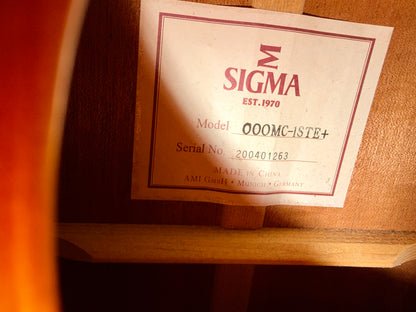 M
SIGMA
EST. 1970
Model 000MC-1STE+
Serial No. 200401263
MADE IN CHINA
AMI GMBH • MUNICH • GERMANY